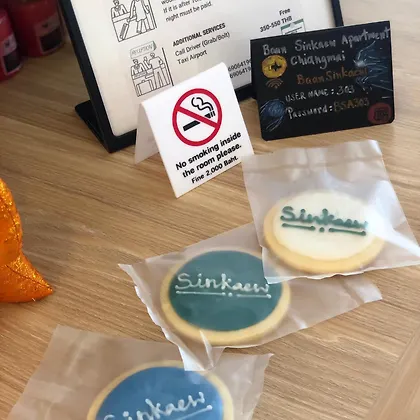 If it is after
night must be paid.
Free
350-550 THB
ADDITIONAL SERVICES
Call Driver (Grab/Bolt)
Taxi Airport
RECEPTION
No smoking inside
the room please.
Fine 2,000 Baht.
Baan Sinkaew Apartment
Chiangmai
BaanSinkaew
USER NAME : 303
Password : BSA303
Sinkaew
Sinkaew
Sinkaew